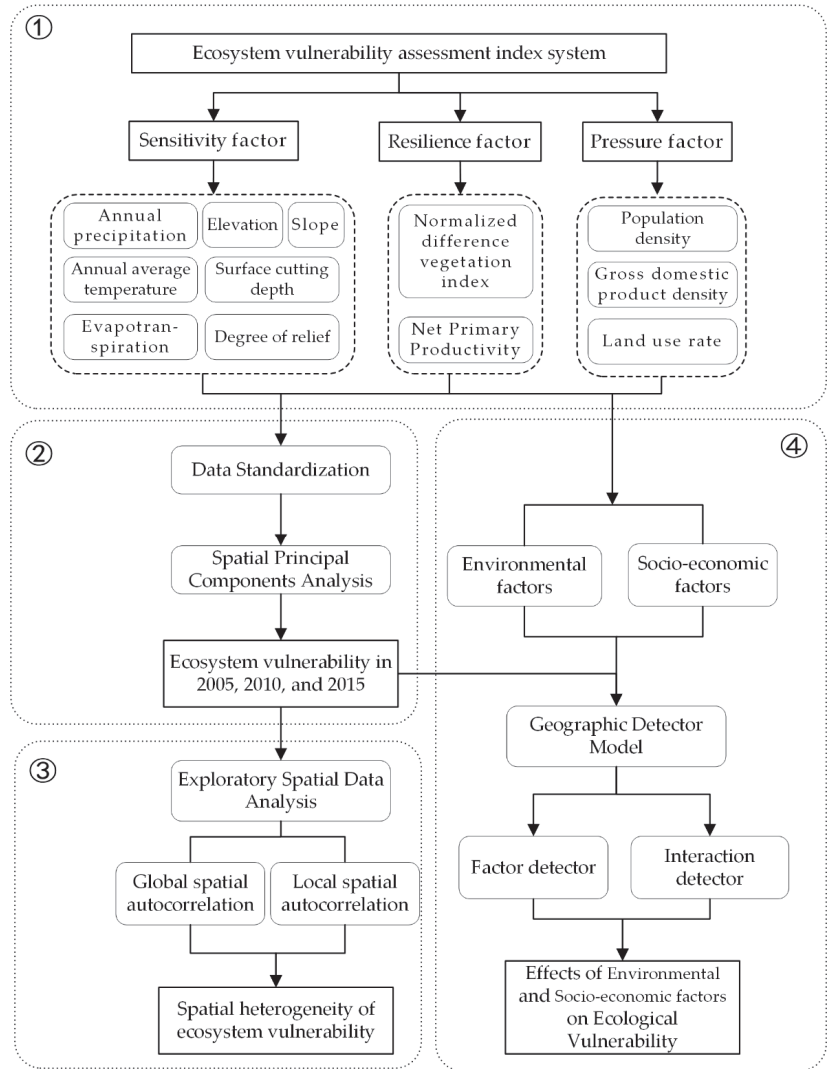 ①
Ecosystem vulnerability assessment index system
Sensitivity factor
Resilience factor
Pressure factor
Annual
precipitation
Elevation
Slope
Annual average
temperature
Surface cutting
depth
Evapotran-
spiration
Degree of relief
Normalized
difference
vegetation
index
Net Primary
Productivity
Population
density
Gross domestic
product density
Land use rate
②
Data Standardization
Spatial Principal
Components Analysis
Ecosystem vulnerability in
2005, 2010, and 2015
③
Exploratory Spatial Data
Analysis
Global spatial
autocorrelation
Local spatial
autocorrelation
Spatial heterogeneity of
ecosystem vulnerability
④
Environmental
factors
Socio-economic
factors
Geographic Detector
Model
Factor detector
Interaction
detector
Effects of Environmental
and Socio-economic factors
on Ecological
Vulnerability